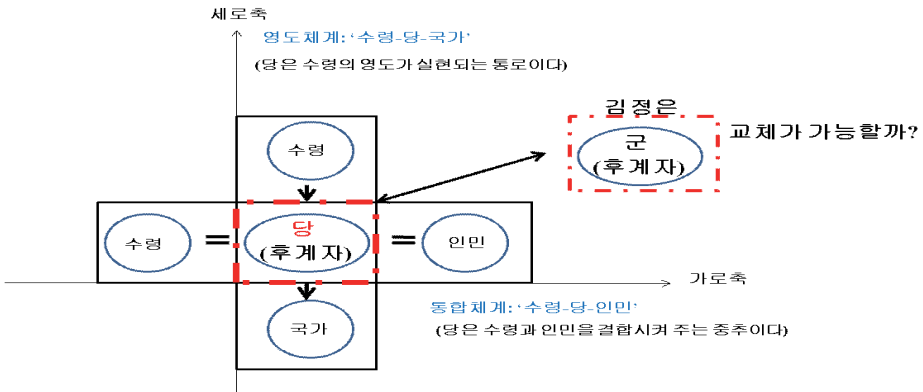 세로축
영도체계: ‘수령-당-국가’
(당은 수령의 영도가 실현되는 통로이다)
김정은
교체가 가능할까?
군
(후계자)
수령
수령
=
당
(후계자)
=
인민
가로축
국가
통합체계: ‘수령-당-인민’
(당은 수령과 인민을 결합시켜 주는 중추이다)